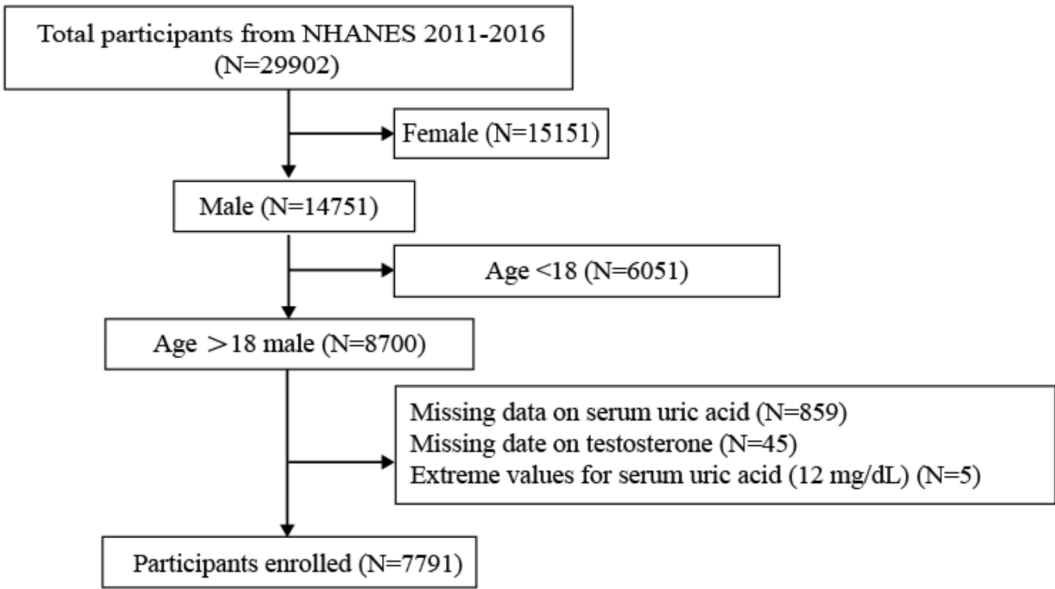 Total participants from NHANES 2011-2016
(N=29902)
Female (N=15151)
Male (N=14751)
Age <18 (N=6051)
Age >18 male (N=8700)
Missing data on serum uric acid (N=859)
Missing date on testosterone (N=45)
Extreme values for serum uric acid (12 mg/dL) (N=5)
Participants enrolled (N=7791)